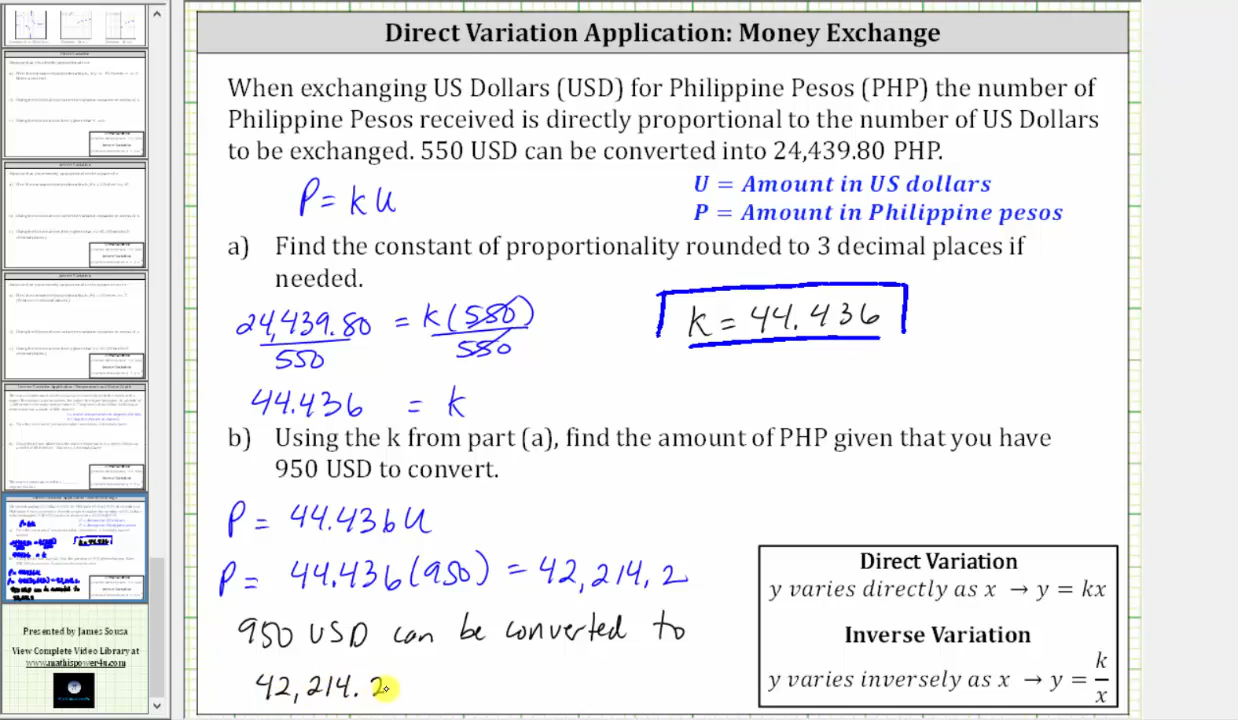 Direct Variation Application: Money Exchange
When exchanging US Dollars (USD) for Philippine Pesos (PHP) the number of
Philippine Pesos received is directly proportional to the number of US Dollars
to be exchanged. 550 USD can be converted into 24,439.80 PHP.
P = k U
U = Amount in US dollars
P = Amount in Philippine pesos
a) Find the constant of proportionality rounded to 3 decimal places if
needed.
24,439.80 / 550 = k (550) / 550
k = 44.436
44.436 = k
b) Using the k from part (a), find the amount of PHP given that you have
950 USD to convert.
P = 44.436 U
P = 44.436 (950) = 42,214.2
950 USD can be converted to
42,214.2
Direct Variation
y varies directly as x → y = kx
Inverse Variation
y varies inversely as x → y = k/x
Presented by James Sousa
View Complete Video Library at
www.mathispower4u.com